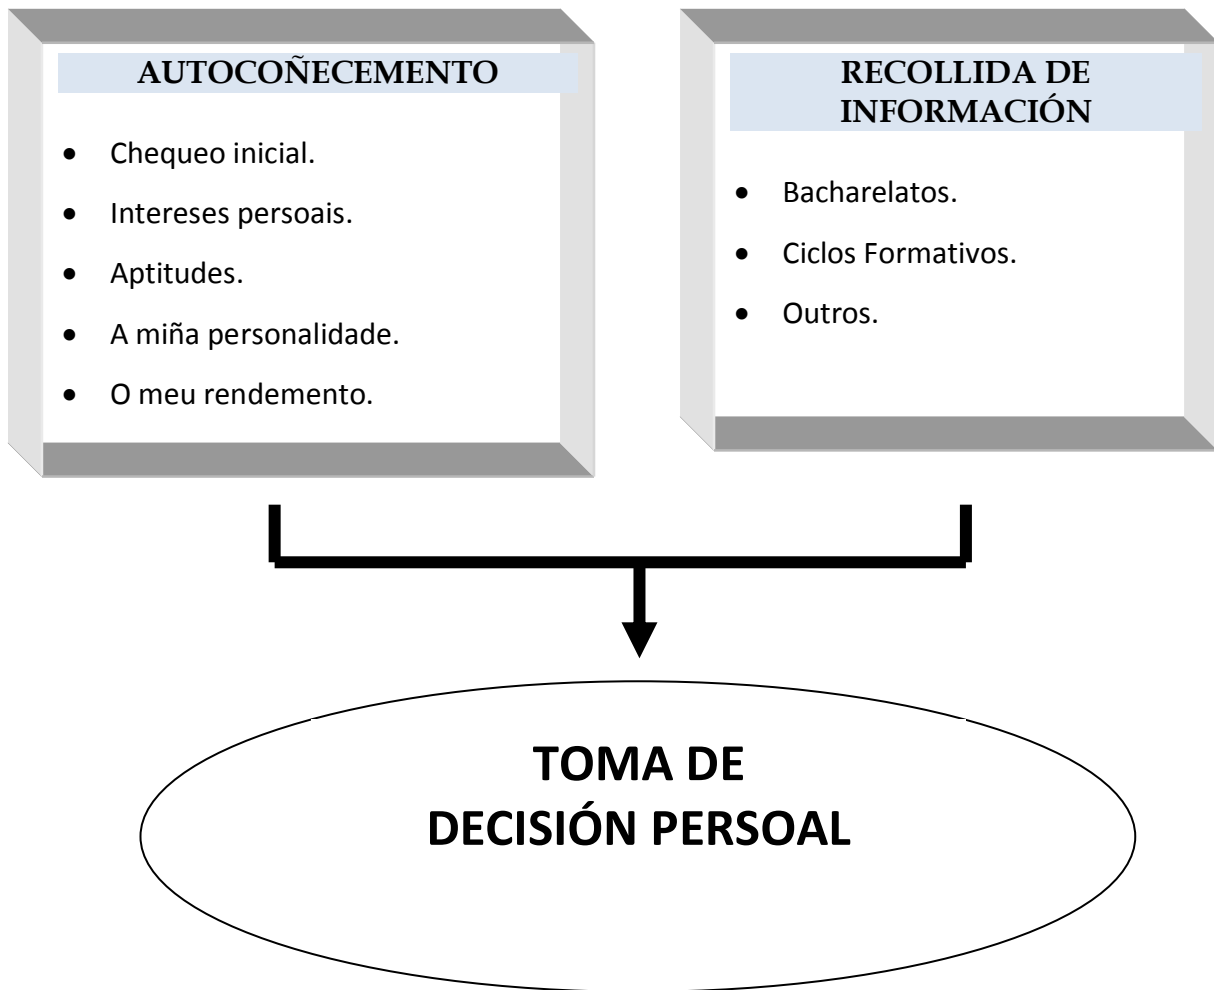 AUTOCOÑECEMENTO
• Chequeo inicial.
• Intereses persoais.
• Aptitudes.
• A miña personalidade.
• O meu rendemento.
RECOLLIDA DE
INFORMACIÓN
• Bacharelatos.
• Ciclos Formativos.
• Outros.
TOMA DE
DECISIÓN PERSOAL